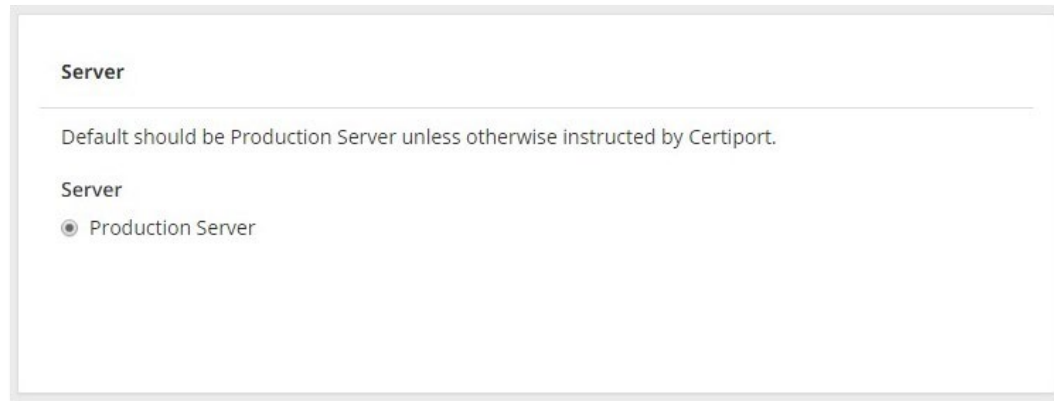 Server
Default should be Production Server unless otherwise instructed by Certiport.
Server
Production Server